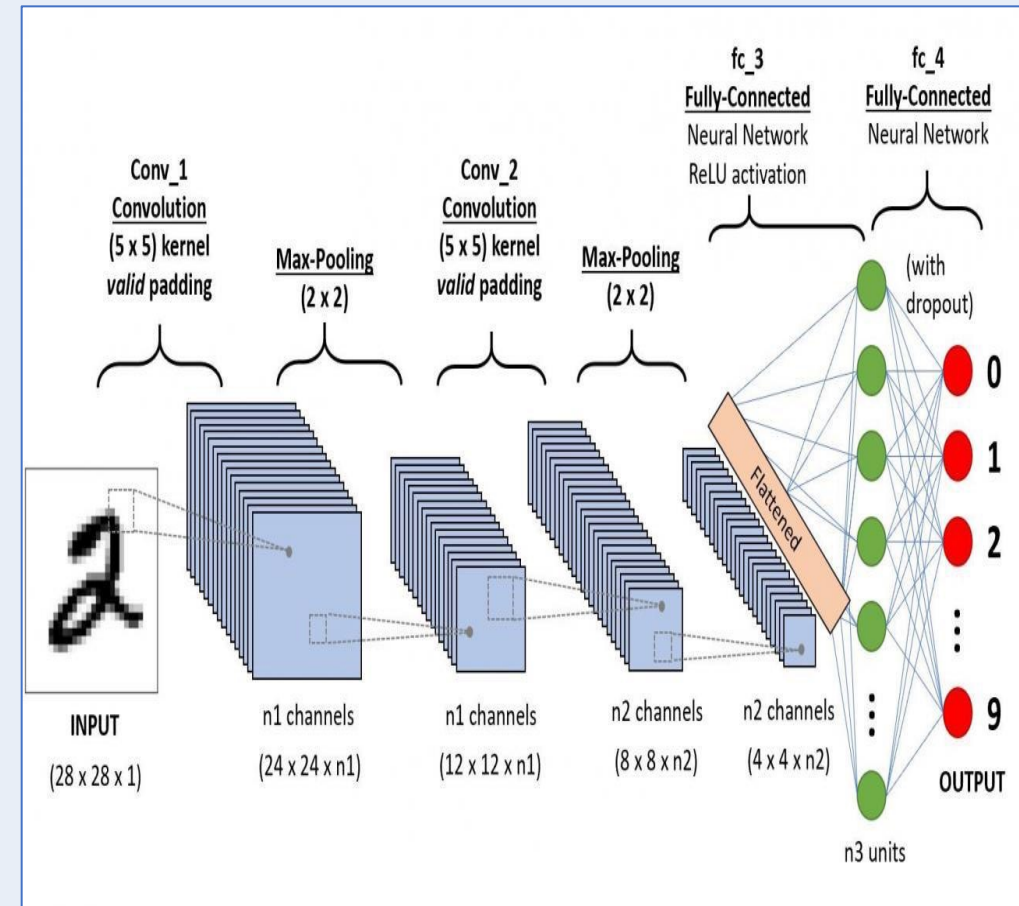 fc_3
Fully-Connected
Neural Network
ReLU activation
fc_4
Fully-Connected
Neural Network
Conv_1
Convolution
(5 x 5) kernel
valid padding
Max-Pooling
(2 x 2)
Conv_2
Convolution
(5 x 5) kernel
valid padding
Max-Pooling
(2 x 2)
(with
dropout)
Flattened
0
1
2
9
INPUT
(28 x 28 x 1)
n1 channels
(24 x 24 x n1)
n1 channels
(12 x 12 x n1)
n2 channels
(8 x 8 x n2)
n2 channels
(4 x 4 x n2)
OUTPUT
n3 units